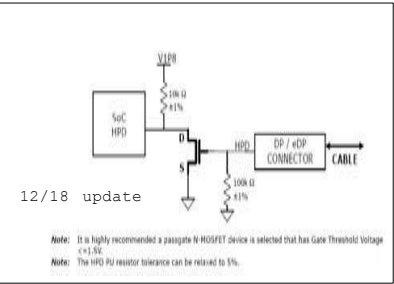 V1P8
10k Ω
±1%
SoC
HPD
D
S
HPD
DP / eDP
CONNECTOR
CABLE
100k Ω
±1%
12/18 update
Note: It is highly recommended a passgate N-MOSFET device is selected that has Gate Threshold Voltage
<=1.5V.
Note: The HPD PU resistor tolerance can be relaxed to 5%.